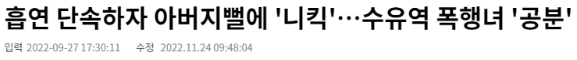 흡연 단속하자 아버지뻘에 '니킥'…수유역 폭행녀 '공분'
입력 2022-09-27 17:30:11 수정 2022.11.24 09:48:04